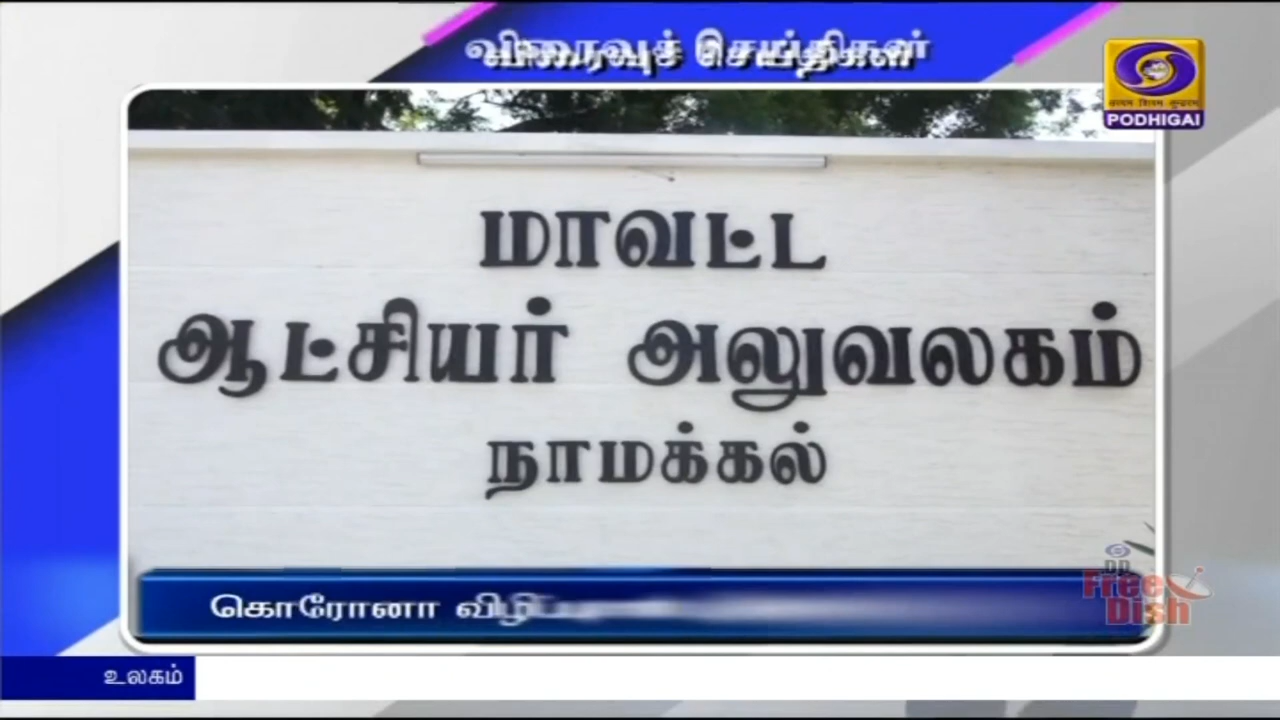 விரைவுச் செய்திகள்
PODHIGAI
மாவட்ட
ஆட்சியர் அலுவலகம்
நாமக்கல்
கொரோனா
DD
Free
Dish
உலகம்